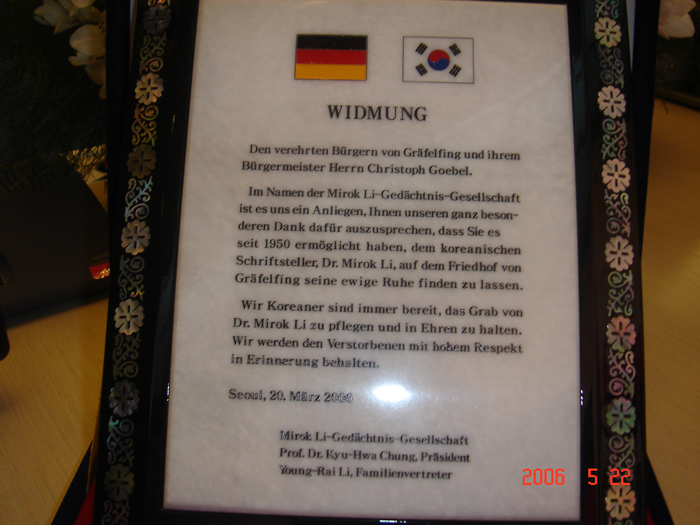 WIDMUNG
Den verehrten Bürgern von Gräfelfing und ihrem
Bürgermeister Herrn Christoph Goebel.
Im Namen der Mirok Li-Gedächtnis-Gesellschaft
ist es uns ein Anliegen, Ihnen unseren ganz beson-
deren Dank dafür auszusprechen, dass Sie es
seit 1950 ermöglicht haben, dem koreanischen
Schriftsteller, Dr. Mirok Li, auf dem Friedhof von
Gräfelfing seine ewige Ruhe finden zu lassen.
Wir Koreaner sind immer bereit, das Grab von
Dr. Mirok Li zu pflegen und in Ehren zu halten.
Wir werden den Verstorbenen mit hohem Respekt
in Erinnerung behalten.
Seoul, 20. März 2006
Mirok Li-Gedächtnis-Gesellschaft
Prof. Dr. Kyu-Hwa Chung, Präsident
Young-Rai Li, Familienvertreter
2006 5 22